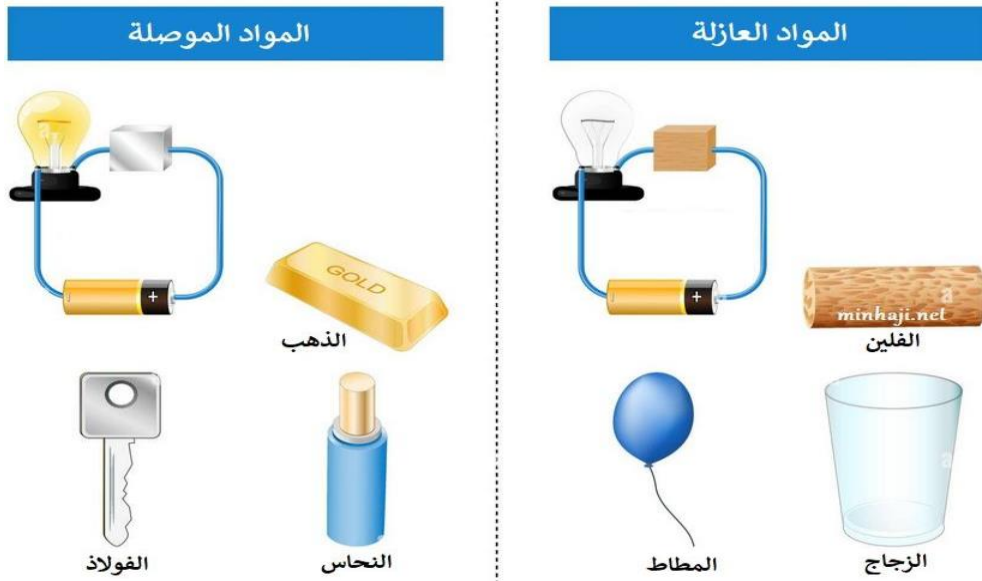 المواد العازلة
المواد الموصلة
GOLD
الذهب
الفولاذ
النحاس
minhaji.net
الفلين
المطاط
الزجاج
+
-
+
a
a
a
a